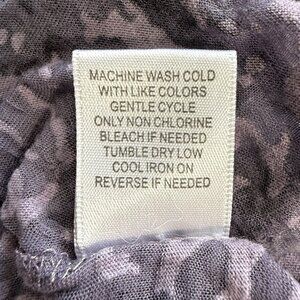 MACHINE WASH COLD
WITH LIKE COLORS
GENTLE CYCLE
ONLY NON CHLORINE
BLEACH IF NEEDED
TUMBLE DRY LOW
COOL IRON ON
REVERSE IF NEEDED